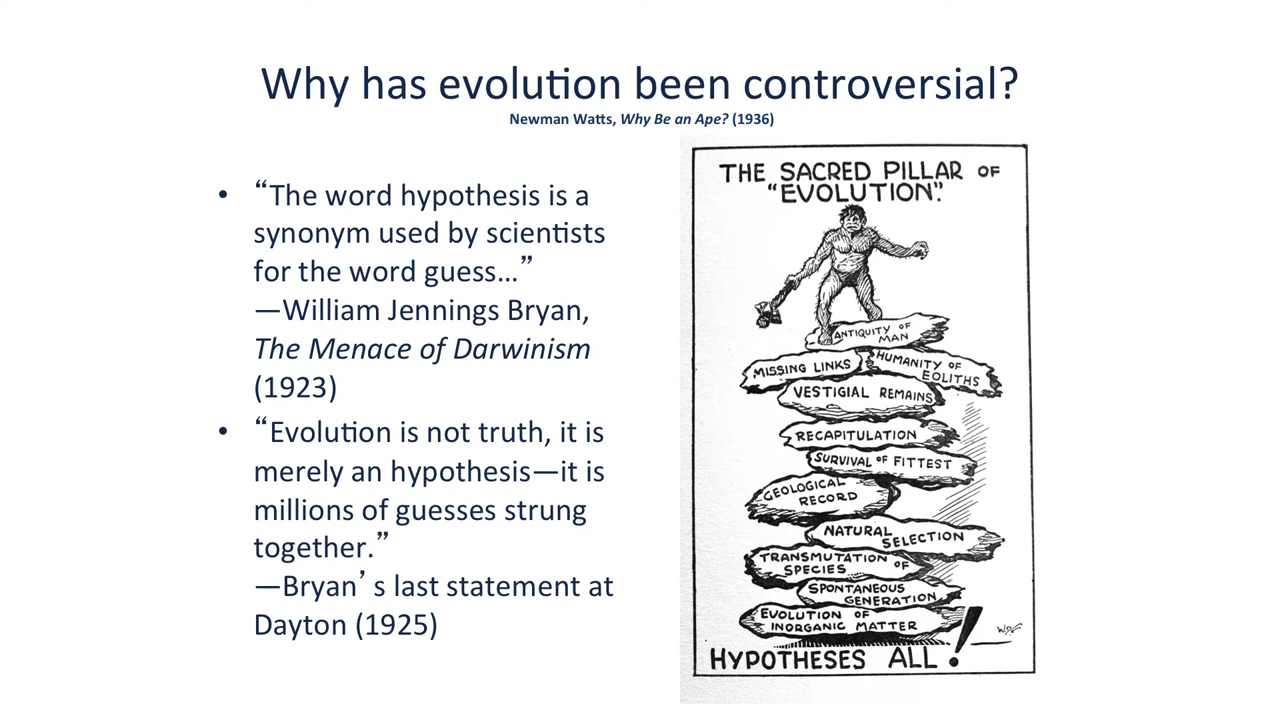 Why has evolution been controversial?
Newman Watts, Why Be an Ape? (1936)
• “The word hypothesis is a
synonym used by scientists
for the word guess…”
—William Jennings Bryan,
The Menace of Darwinism
(1923)
• “Evolution is not truth, it is
merely an hypothesis—it is
millions of guesses strung
together.”
—Bryan’s last statement at
Dayton (1925)
THE SACRED PILLAR OF
“EVOLUTION”.
ANTIQUITY OF
MAN
MISSING LINKS
HUMANITY OF
EOLITHS
VESTIGIAL REMAINS
RECAPITULATION
SURVIVAL OF FITTEST
GEOLOGICAL
RECORD
NATURAL
SELECTION
TRANSMUTATION OF
SPECIES
SPONTANEOUS
GENERATION
EVOLUTION OF
INORGANIC MATTER
HYPOTHESES ALL!